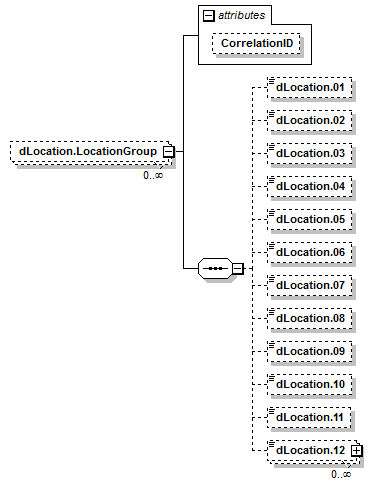 attributes
CorrelationID
dLocation.01
dLocation.02
dLocation.03
dLocation.LocationGroup
0..∞
dLocation.04
dLocation.05
dLocation.06
dLocation.07
dLocation.08
dLocation.09
dLocation.10
dLocation.11
dLocation.12
0..∞